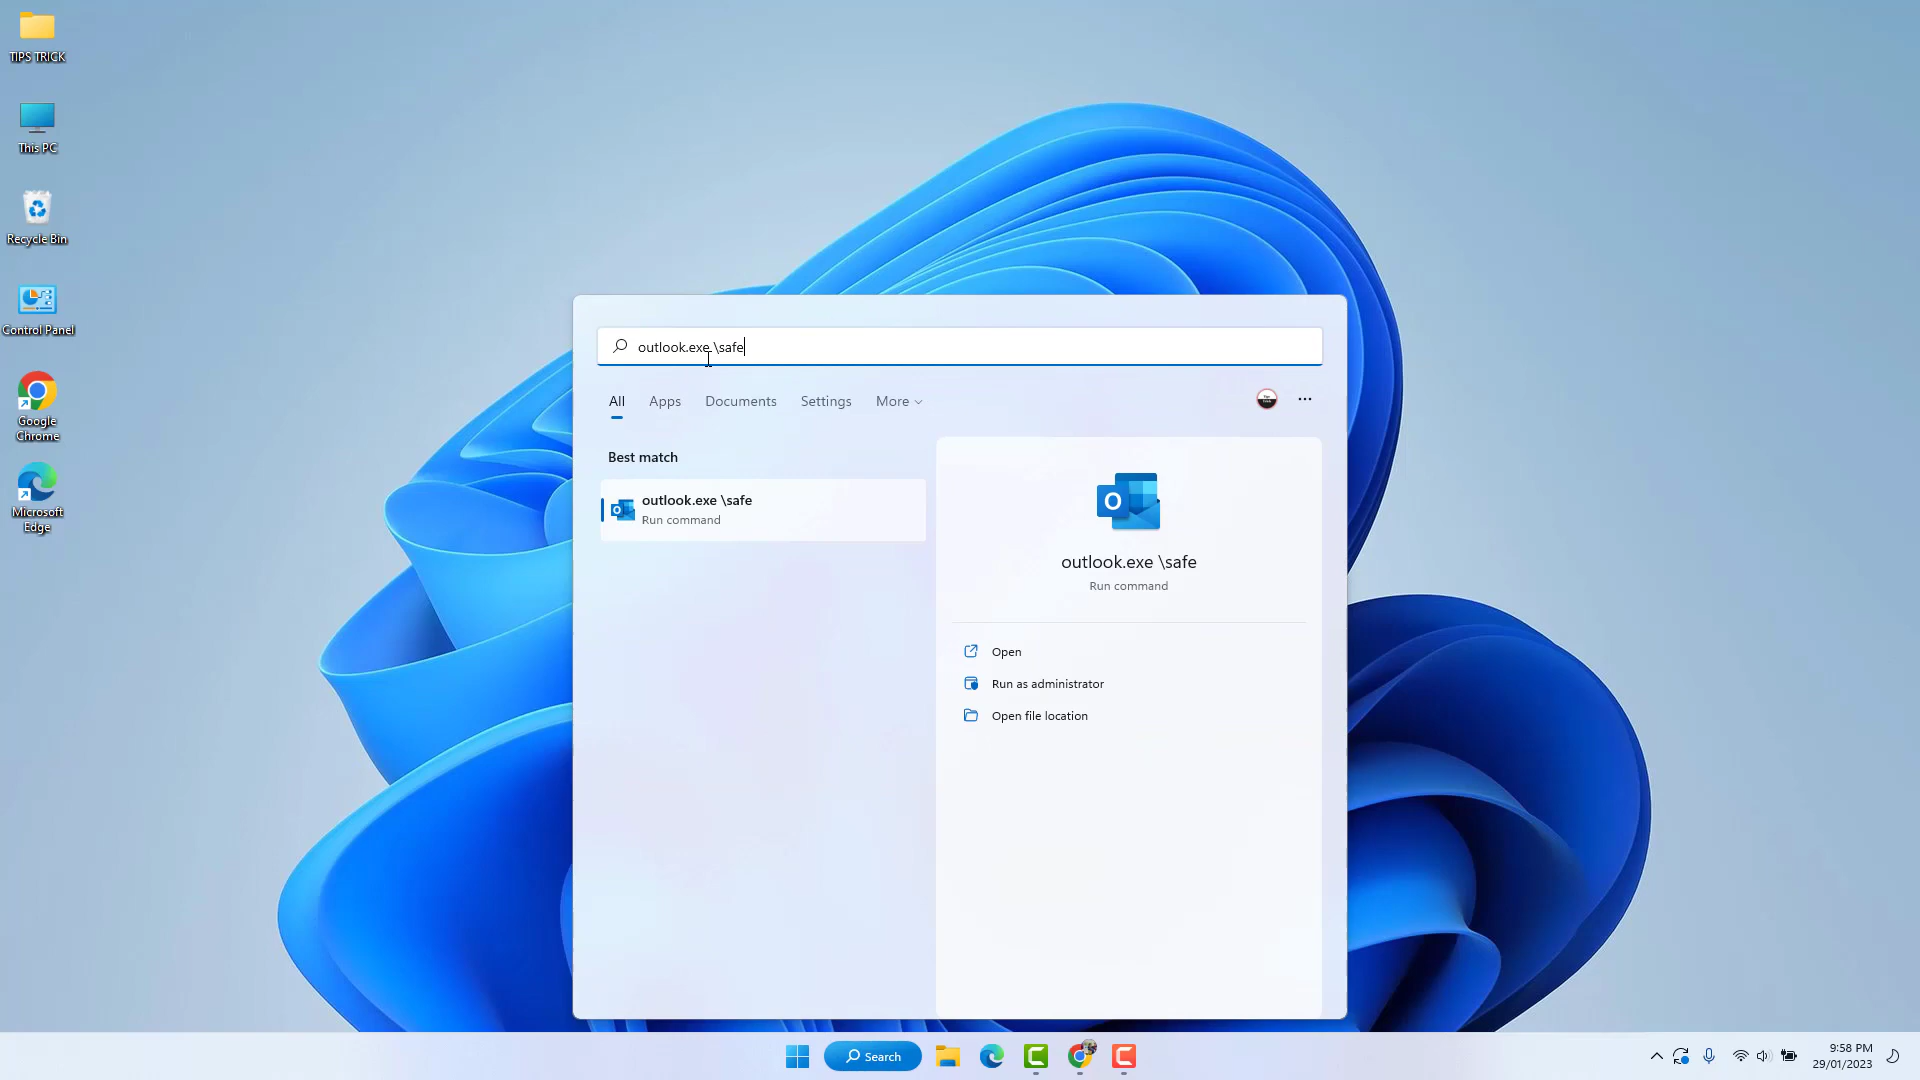 TIPS TRICK
This PC
Recycle Bin
Control Panel
Google
Chrome
Microsoft
Edge
outlook.exe \safe
All
Apps
Documents
Settings
More
Best match
outlook.exe \safe
Run command
outlook.exe \safe
Run command
Open
Run as administrator
Open file location
Search
9:58 PM
29/01/2023